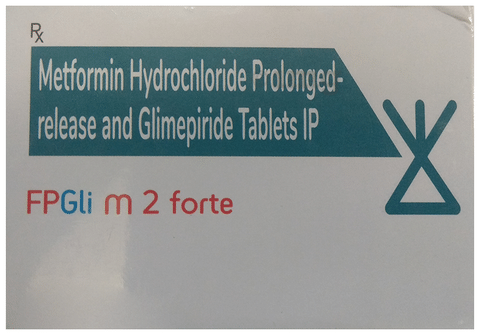 Rx
Metformin Hydrochloride Prolonged-
release and Glimepiride Tablets IP
FPGli m 2 forte